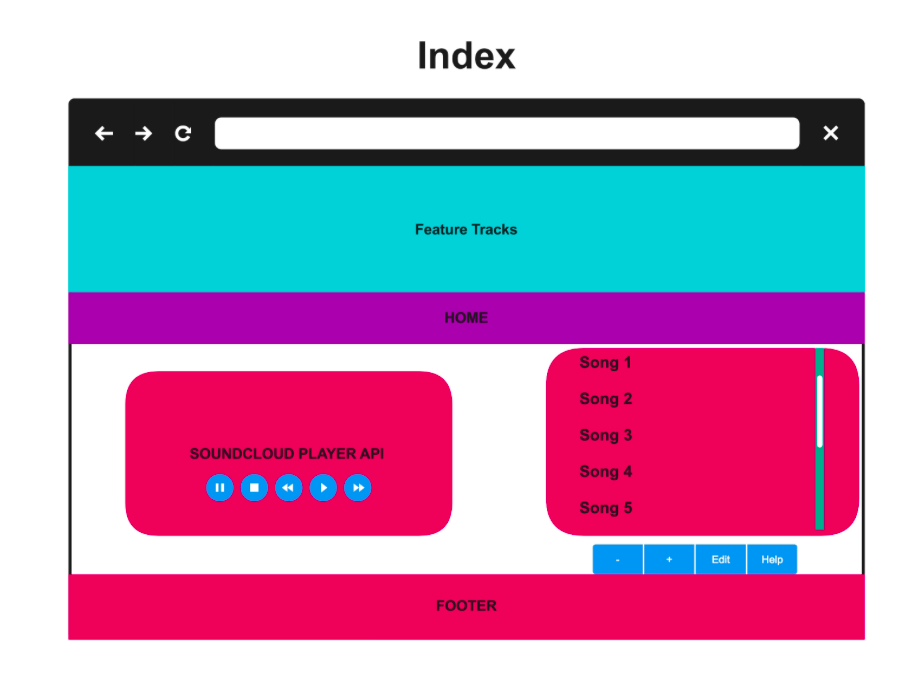 Index
Feature Tracks
HOME
SOUNDCLOUD PLAYER API
Song 1
Song 2
Song 3
Song 4
Song 5
- + Edit Help
FOOTER